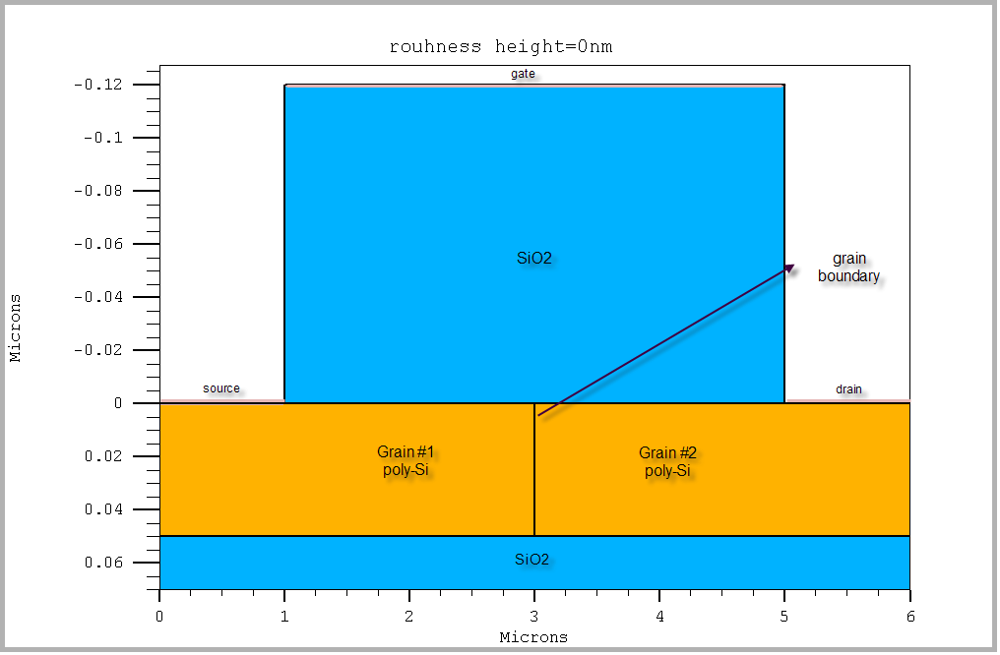 rouhness height=0nm
gate
-0.12
-0.1
-0.08
-0.06
-0.04
-0.02
0
0.02
0.04
0.06
Microns
SiO2
grain
boundary
source
drain
Grain #1
poly-Si
Grain #2
poly-Si
SiO2
0 1 2 3 4 5 6
Microns